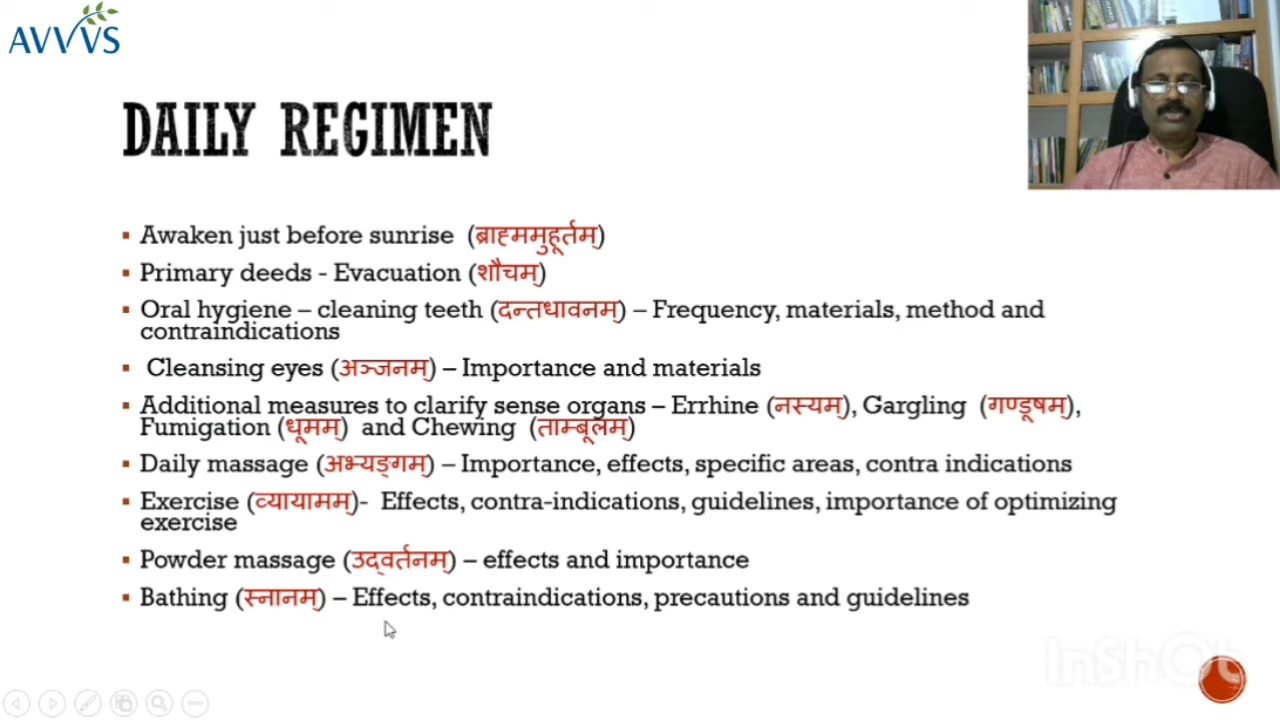 AVVVS
DAILY REGIMEN
Awaken just before sunrise (ब्राह्ममुहूर्तम्)
Primary deeds - Evacuation (शौचम्)
Oral hygiene – cleaning teeth (दन्तधावनम्) – Frequency, materials, method and
contraindications
Cleansing eyes (अञ्जनम्) – Importance and materials
Additional measures to clarify sense organs – Errhine (नस्यम्), Gargling (गण्डूषम्),
Fumigation (धूमम्) and Chewing (ताम्बूलम्)
Daily massage (अभ्यङ्गम्) – Importance, effects, specific areas, contra indications
Exercise (व्यायामम्)- Effects, contra-indications, guidelines, importance of optimizing
exercise
Powder massage (उद्वर्तनम्) – effects and importance
Bathing (स्नानम्) – Effects, contraindications, precautions and guidelines
InShOt